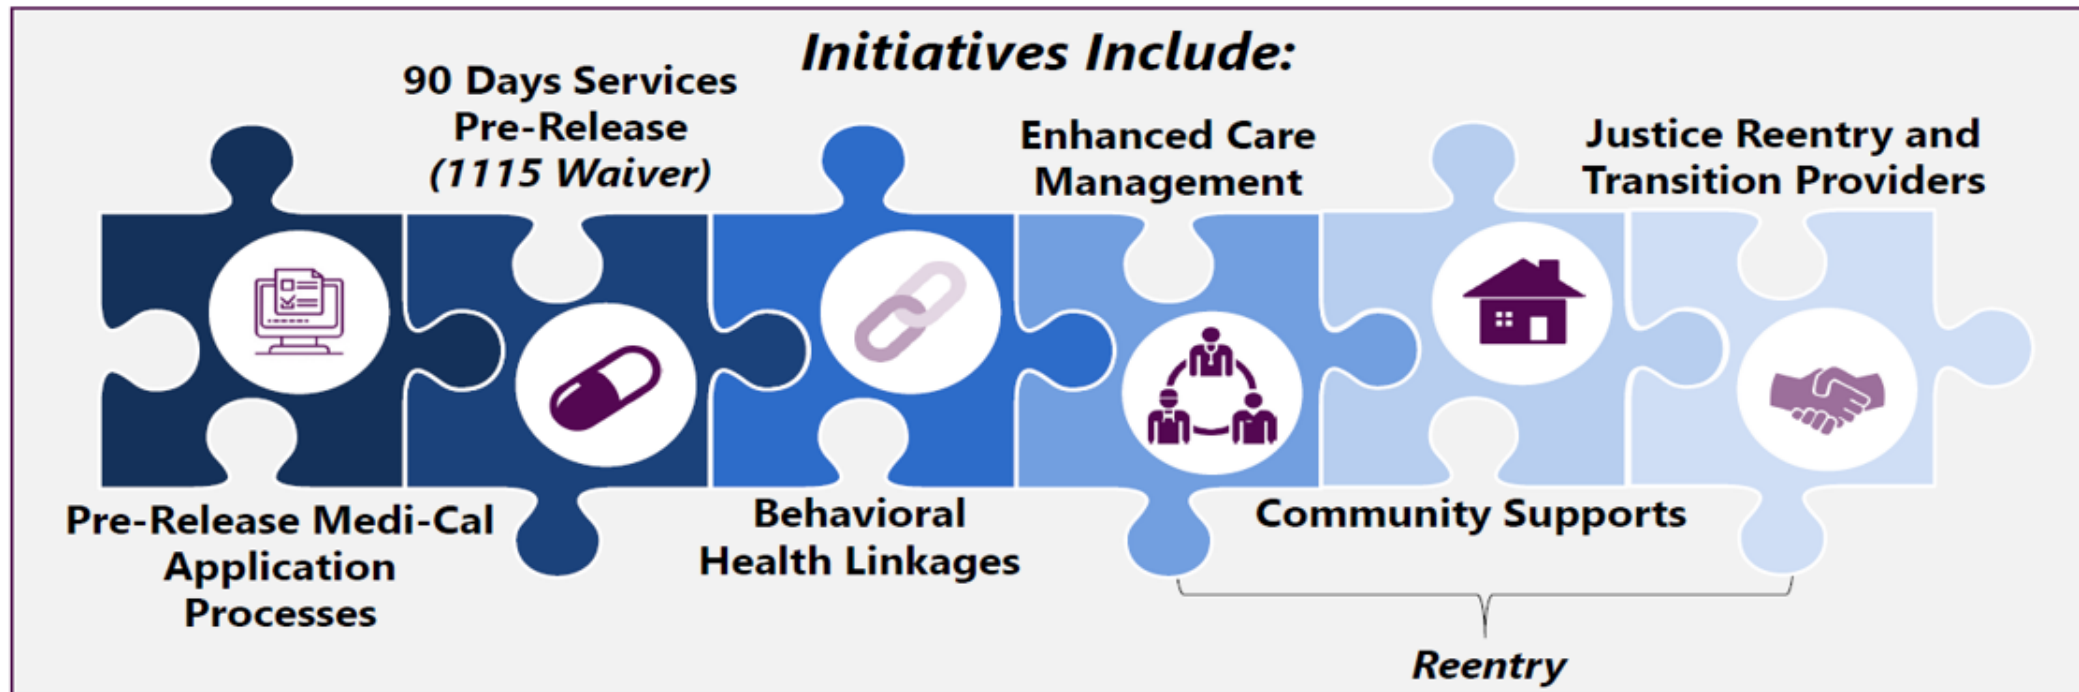 Initiatives Include:
90 Days Services
Pre-Release
(1115 Waiver)
Enhanced Care
Management
Justice Reentry and
Transition Providers
Pre-Release Medi-Cal
Application
Processes
Behavioral
Health Linkages
Community Supports
Reentry